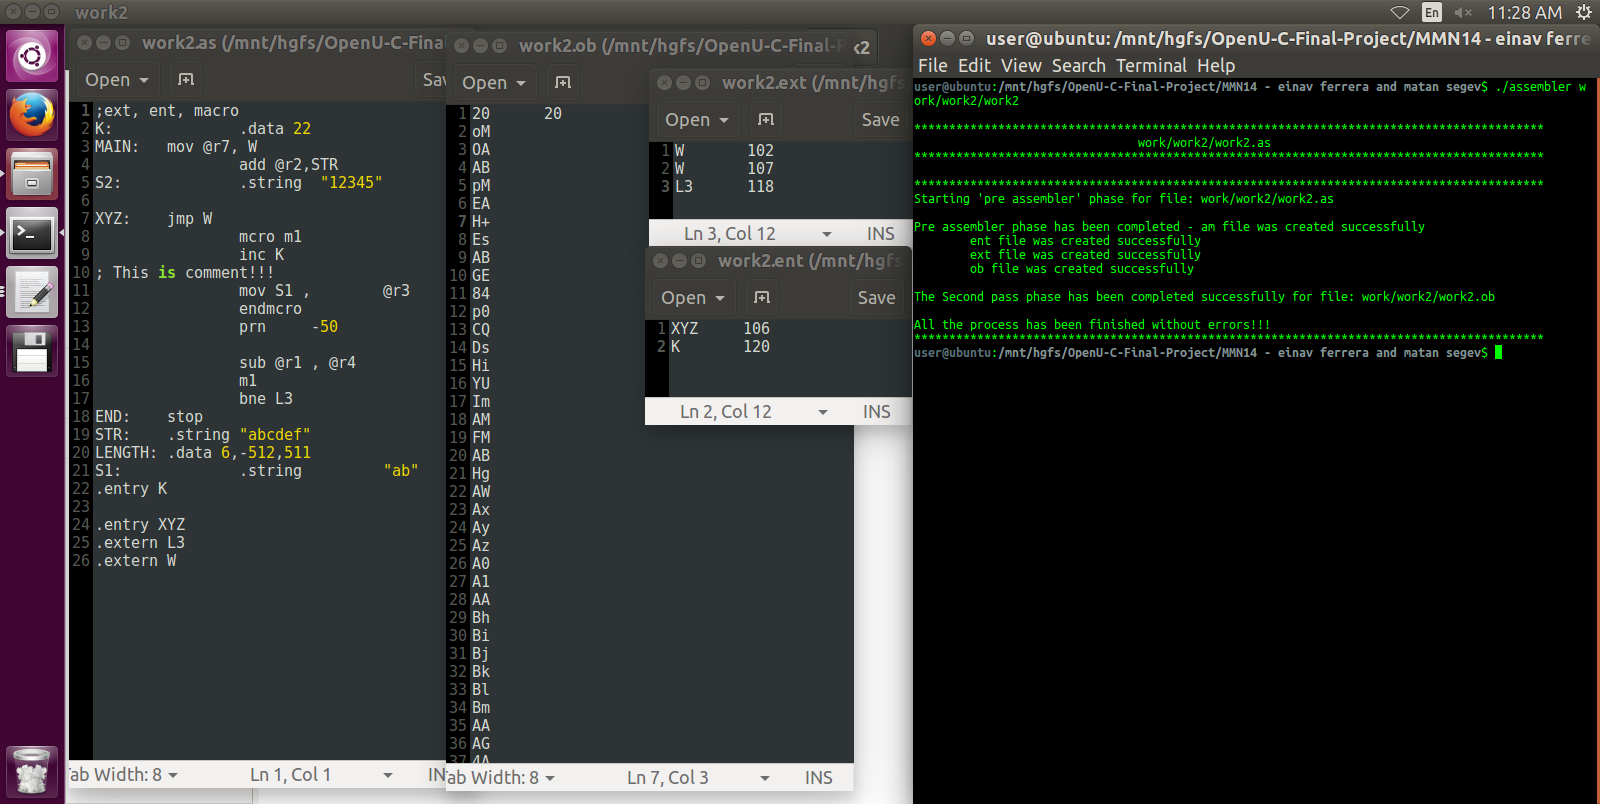 work2
En
11:28 AM
work2.as (/mnt/hgfs/OpenU-C-Final-
Open
1 ;ext, ent, macro
2 K: .data 22
3 MAIN: mov @r7, W
4 add @r2,STR
5 S2: .string "12345"
6
7 XYZ: jmp W
8 mcro m1
9 inc K
10 ; This is comment!!!
11 mov S1 , @r3
12 endmcro
13 prn -50
14
15 sub @r1 , @r4
16 m1
17 bne L3
18 END: stop
19 STR: .string "abcdef"
20 LENGTH: .data 6,-512,511
21 S1: .string "ab"
22 .entry K
23
24 .entry XYZ
25 .extern L3
26 .extern W
Tab Width: 8 Ln 1, Col 1
work2.ob (/mnt/hgfs/OpenU-C-Final-P
Open
1 20 20
2 oM
3 OA
4 AB
5 pM
6 EA
7 H+
8 Es
9 AB
10 GE
11 84
12 p0
13 CQ
14 Ds
15 Hi
16 YU
17 Im
18 AM
19 FM
20 AB
21 Hg
22 AW
23 Ax
24 Ay
25 Az
26 A0
27 A1
28 AA
29 Bh
30 Bi
31 Bj
32 Bk
33 Bl
34 Bm
35 AA
36 AG
37 4A
Tab Width: 8 Ln 7, Col 3 INS
work2.ext (/mnt/hgfs
Open Save
1 W 102
2 W 107
3 L3 118
Ln 3, Col 12 INS
work2.ent (/mnt/hgfs
Open Save
1 XYZ 106
2 K 120
Ln 2, Col 12 INS
user@ubuntu: /mnt/hgfs/OpenU-C-Final-Project/MMN14 - einav ferre
File Edit View Search Terminal Help
user@ubuntu:/mnt/hgfs/OpenU-C-Final-Project/MMN14 - einav ferrera and matan segev$ ./assembler w
ork/work2/work2
******************************************************************************************
work/work2/work2.as
******************************************************************************************
******************************************************************************************
Starting 'pre assembler' phase for file: work/work2/work2.as
Pre assembler phase has been completed - am file was created successfully
ent file was created successfully
ext file was created successfully
ob file was created successfully
The Second pass phase has been completed successfully for file: work/work2/work2.ob
All the process has been finished without errors!!!
******************************************************************************************
user@ubuntu:/mnt/hgfs/OpenU-C-Final-Project/MMN14 - einav ferrera and matan segev$